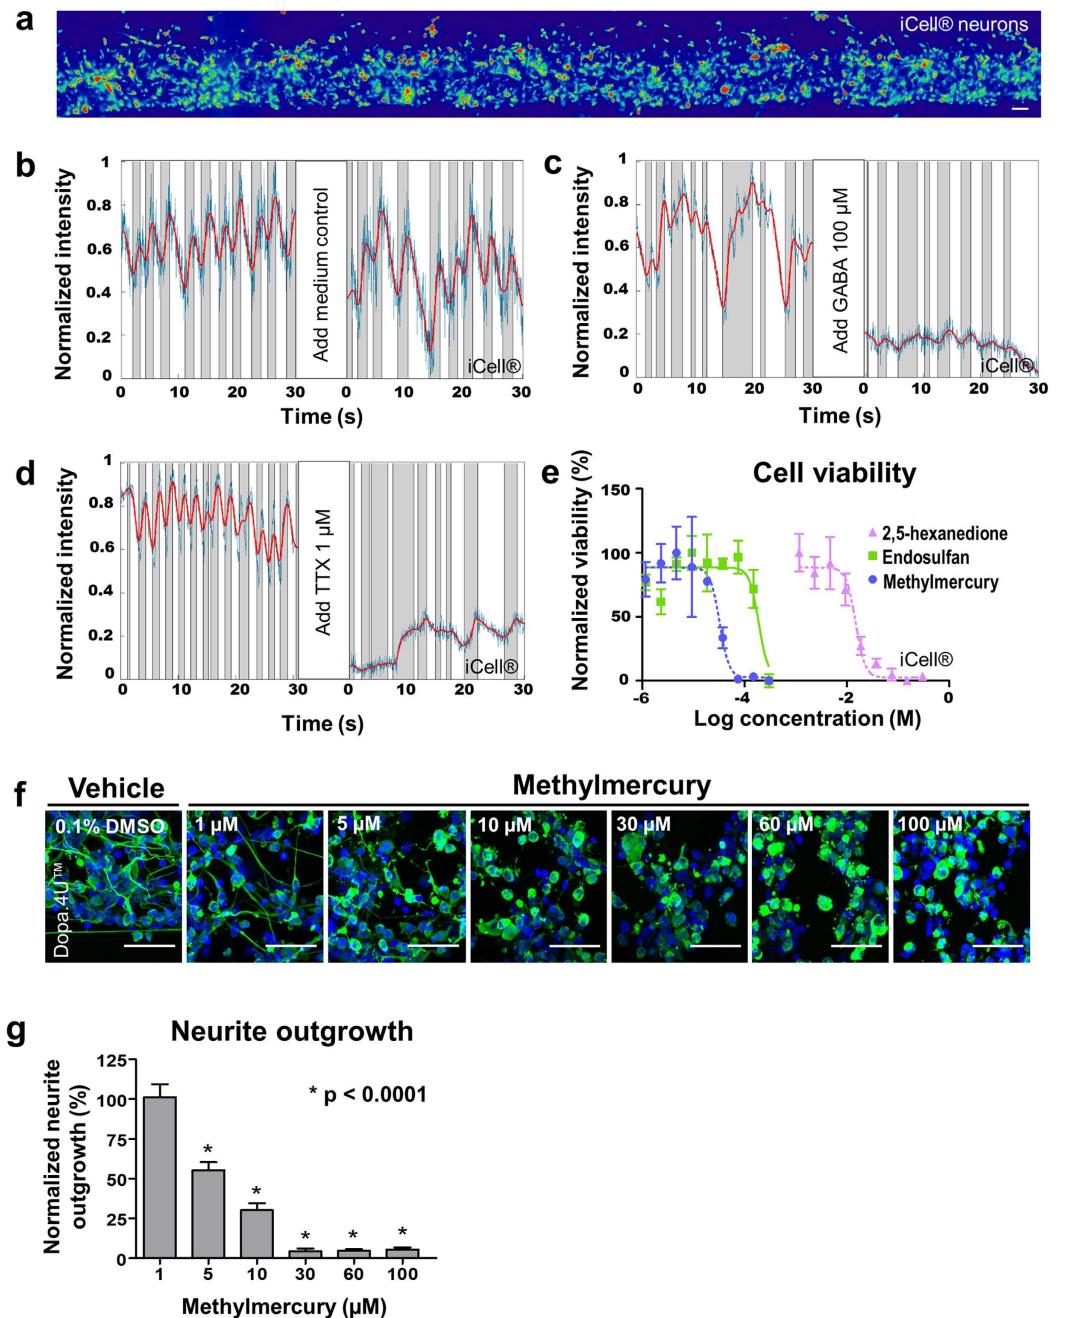 a
iCell® neurons
b
Normalized intensity
1
0.8
0.6
0.4
0.2
0
Add medium control
iCell®
0 10 20 30 0 10 20 30
Time (s)
c
Normalized intensity
1
0.8
0.6
0.4
0.2
0
Add GABA 100 µM
iCell®
0 10 20 30 0 10 20 30
Time (s)
d
Normalized intensity
1
0.8
0.6
0.4
0.2
0
Add TTX 1 µM
iCell®
0 10 20 30 0 10 20 30
Time (s)
e
Cell viability
Normalized viability (%)
150
100
50
0
2,5-hexanedione
Endosulfan
Methylmercury
iCell®
-6 -4 -2 0
Log concentration (M)
f
Vehicle
Methylmercury
0.1% DMSO
1 µM
5 µM
10 µM
30 µM
60 µM
100 µM
Dopa.4U™
g
Neurite outgrowth
Normalized neurite
outgrowth (%)
125
100
75
50
25
0
* p < 0.0001
*
*
*
*
*
1 5 10 30 60 100
Methylmercury (µM)